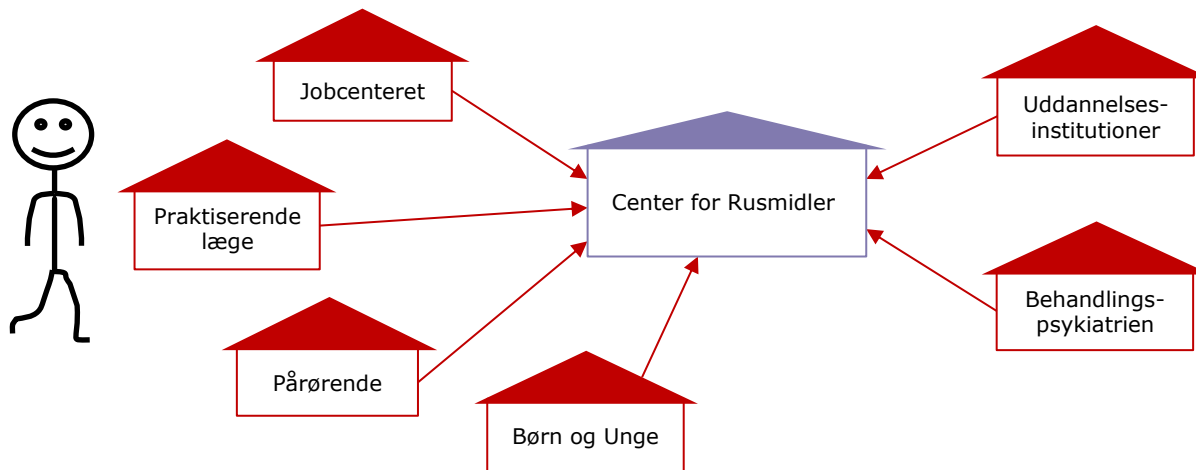 Jobcenteret
Uddannelses-
institutioner
Center for Rusmidler
Praktiserende
læge
Behandlings-
psykiatrien
Pårørende
Børn og Unge